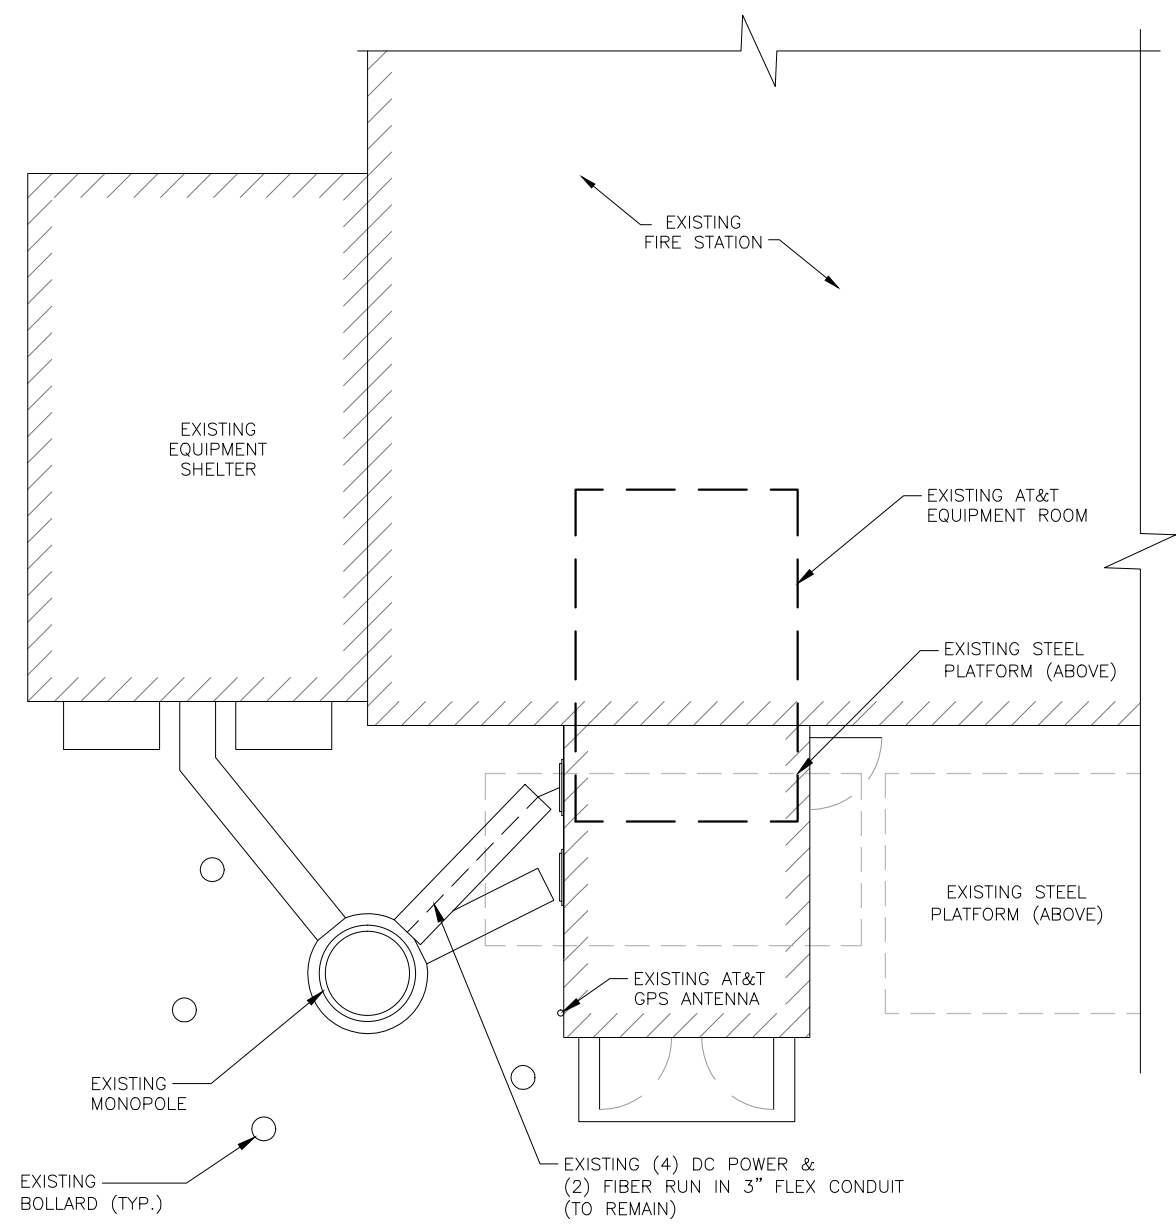 EXISTING
FIRE STATION
EXISTING
EQUIPMENT
SHELTER
EXISTING AT&T
EQUIPMENT ROOM
EXISTING STEEL
PLATFORM (ABOVE)
EXISTING STEEL
PLATFORM (ABOVE)
EXISTING AT&T
GPS ANTENNA
EXISTING
MONOPOLE
EXISTING
BOLLARD (TYP.)
EXISTING (4) DC POWER &
(2) FIBER RUN IN 3” FLEX CONDUIT
(TO REMAIN)